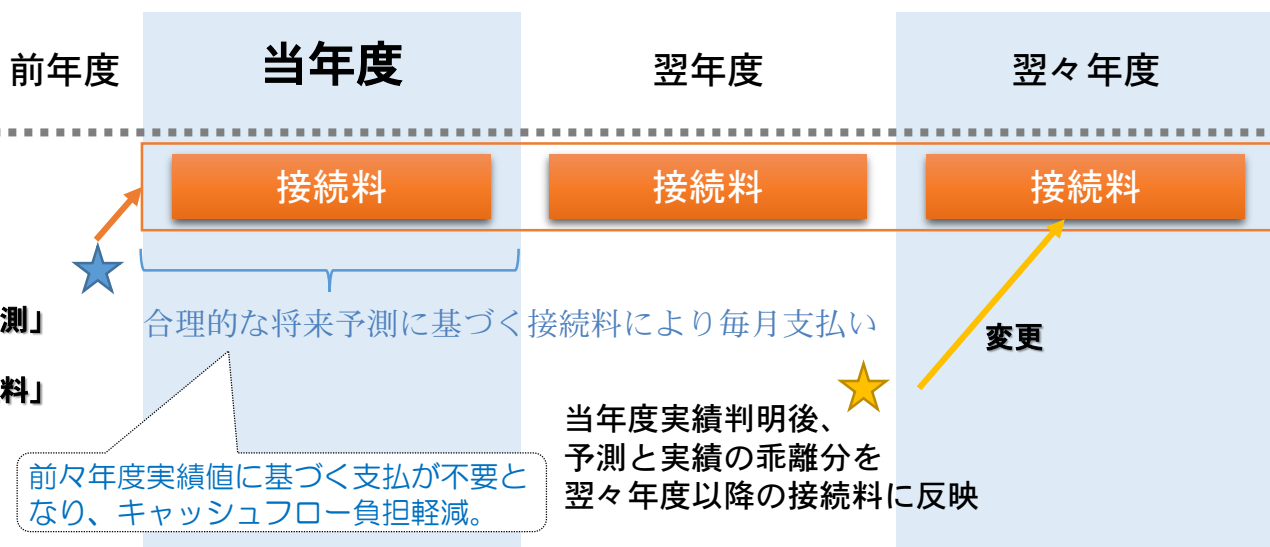 前年度
当年度
翌年度
翌々年度
接続料
接続料
接続料
測」
料」
合理的な将来予測に基づく接続料により毎月支払い
変更
前々年度実績値に基づく支払が不要と
なり、キャッシュフロー負担軽減。
当年度実績判明後、
予測と実績の乖離分を
翌々年度以降の接続料に反映